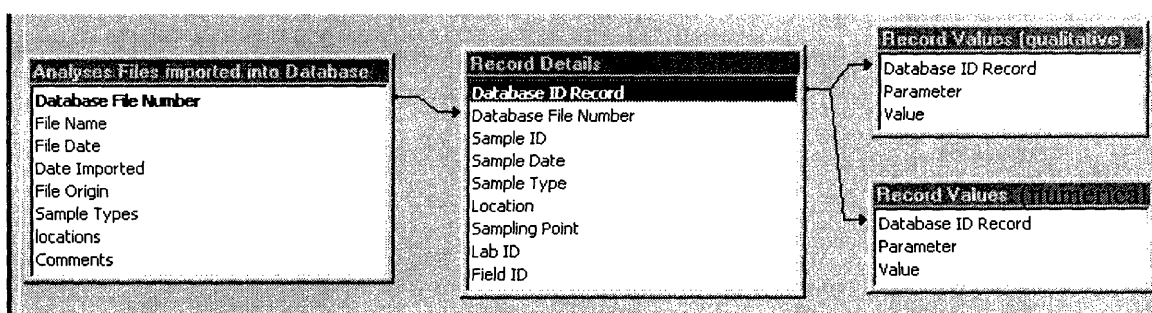 Analyses Files imported into Database
Database File Number
File Name
File Date
Date Imported
File Origin
Sample Types
locations
Comments
Record Details
Database ID Record
Database File Number
Sample ID
Sample Date
Sample Type
Location
Sampling Point
Lab ID
Field ID
Record Values (qualitative)
Database ID Record
Parameter
Value
Record Values (numerical
Database ID Record
Parameter
Value